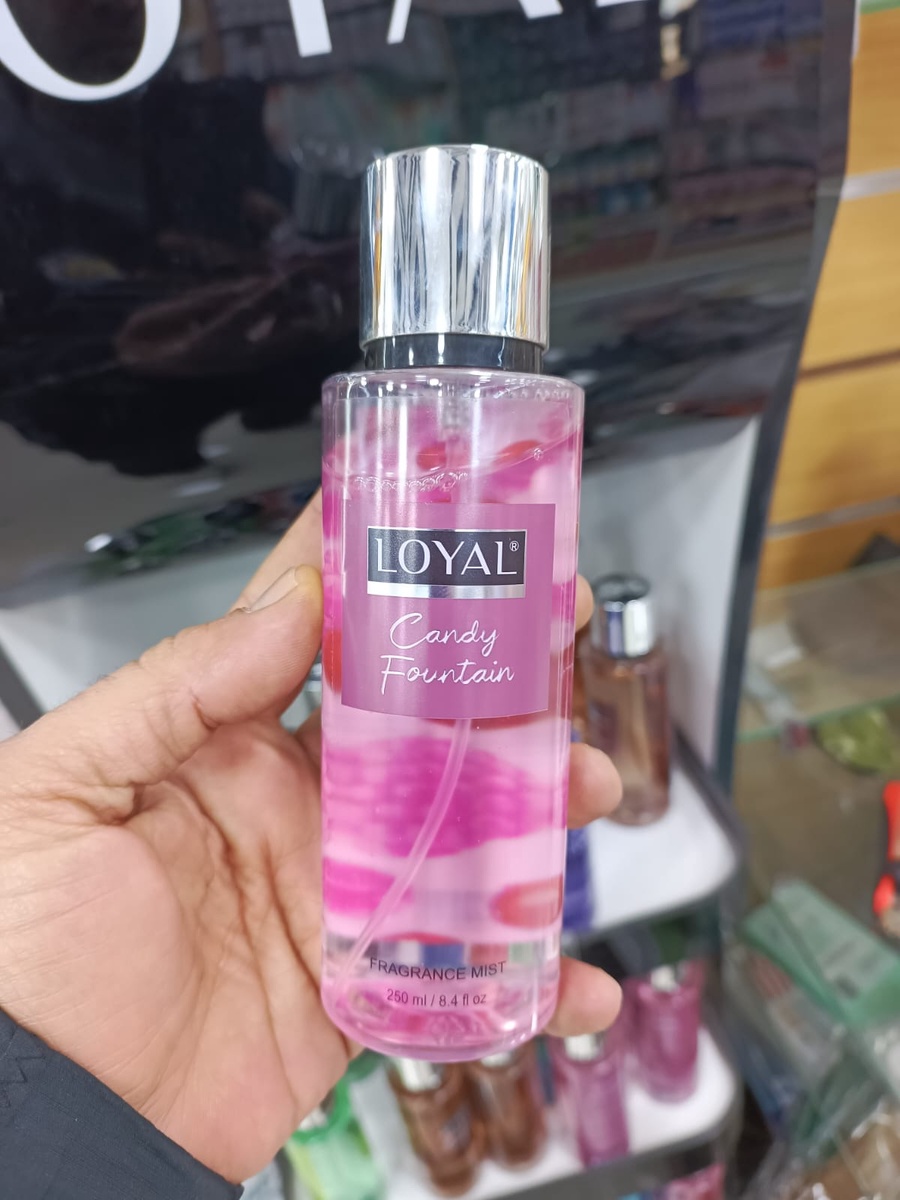 LOYAL®
Candy
Fountain
FRAGRANCE MIST
250 ml / 8.4 fl oz